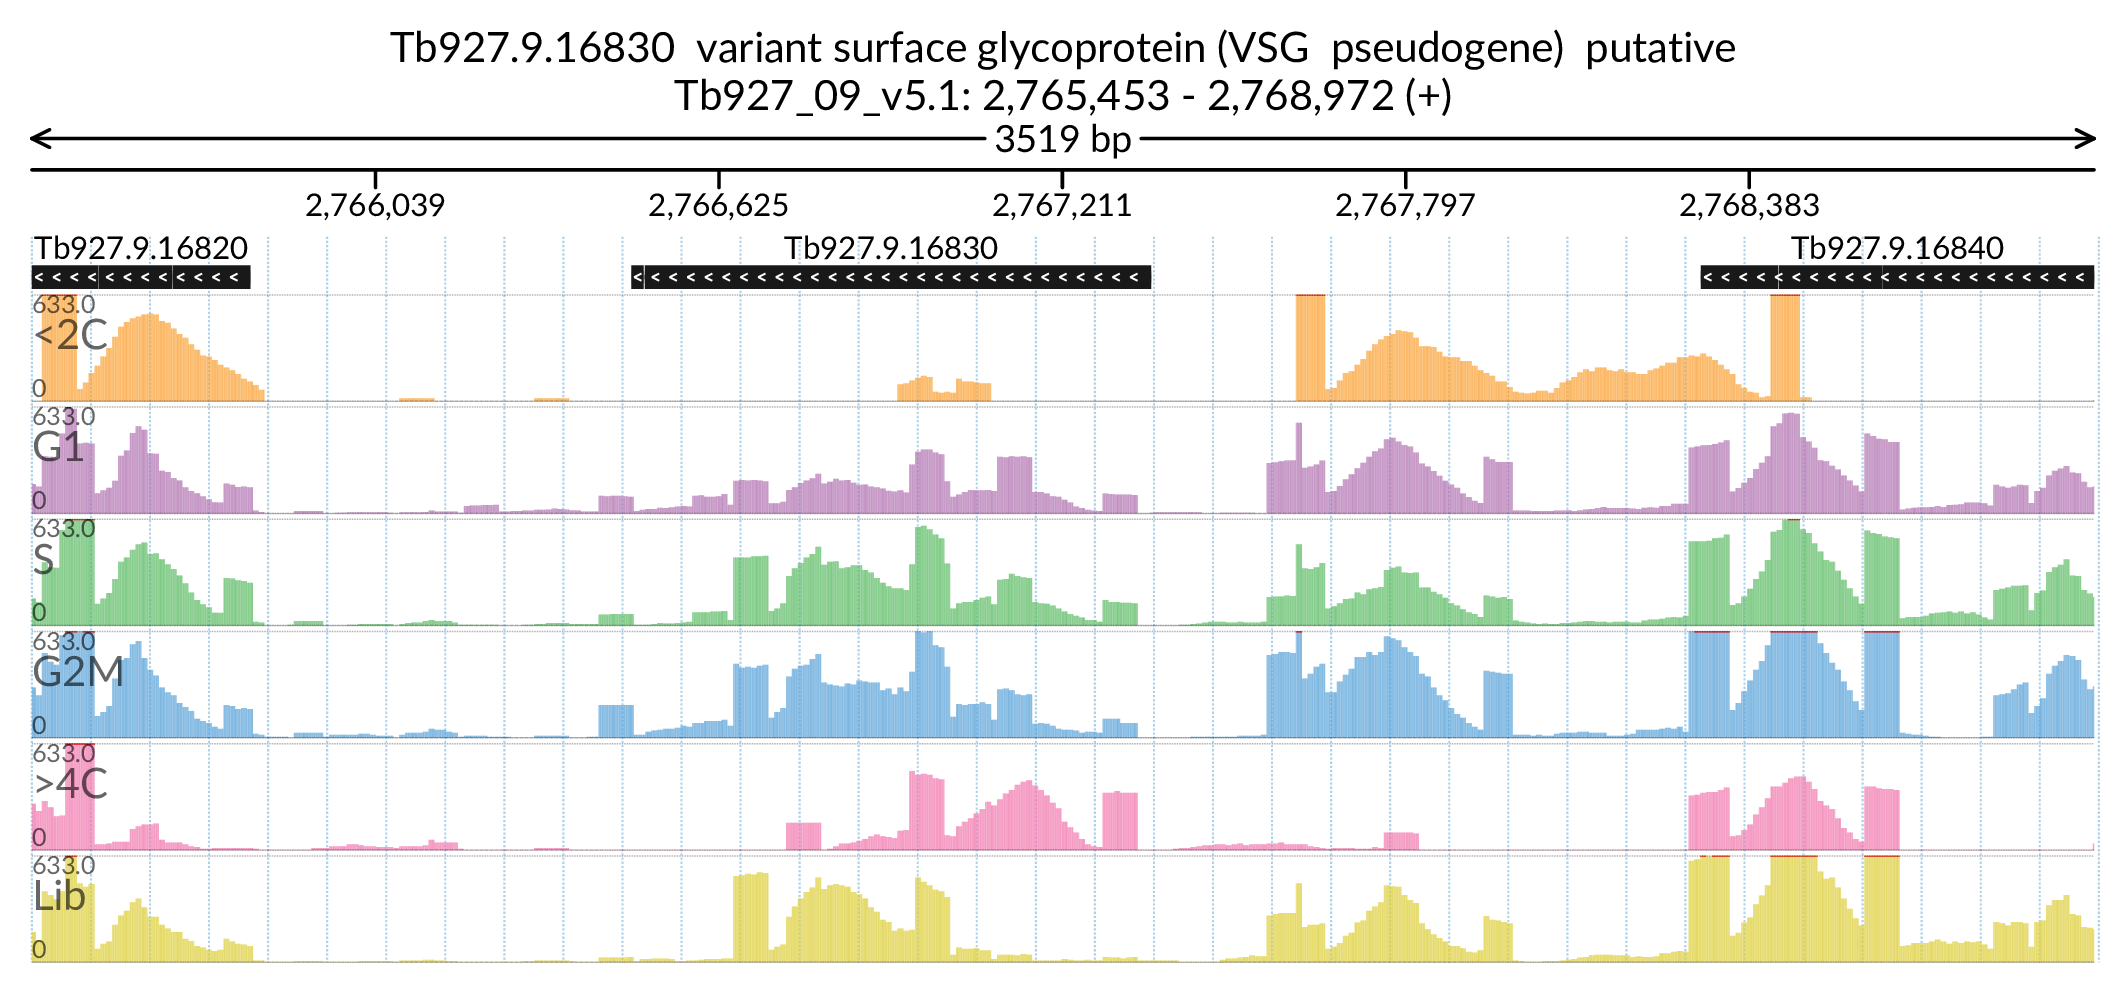 Tb927.9.16830  variant surface glycoprotein (VSG  pseudogene)  putative
Tb927_09_v5.1: 2,765,453 - 2,768,972 (+)
3519 bp
2,766,039 2,766,625 2,767,211 2,767,797 2,768,383
Tb927.9.16820 Tb927.9.16830 Tb927.9.16840
633.0
<2C
0
633.0
G1
0
633.0
S
0
633.0
G2M
0
633.0
>4C
0
633.0
Lib
0